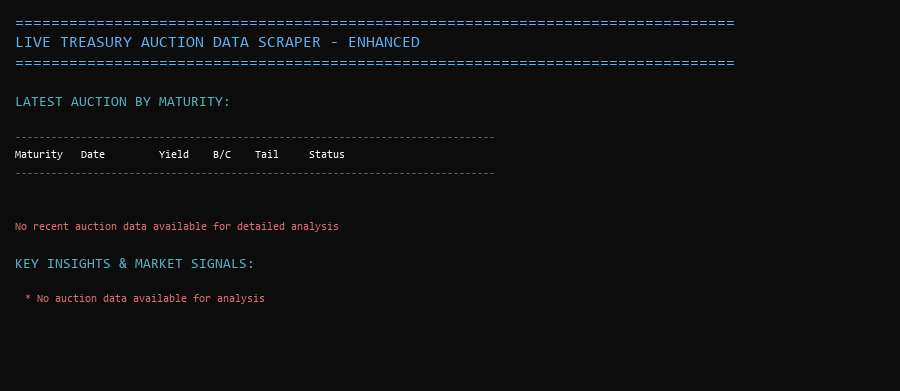 ================================================================================
LIVE TREASURY AUCTION DATA SCRAPER - ENHANCED
================================================================================
LATEST AUCTION BY MATURITY:
--------------------------------------------------------------------------------
Maturity   Date         Yield    B/C    Tail     Status
--------------------------------------------------------------------------------
No recent auction data available for detailed analysis
KEY INSIGHTS & MARKET SIGNALS:
* No auction data available for analysis